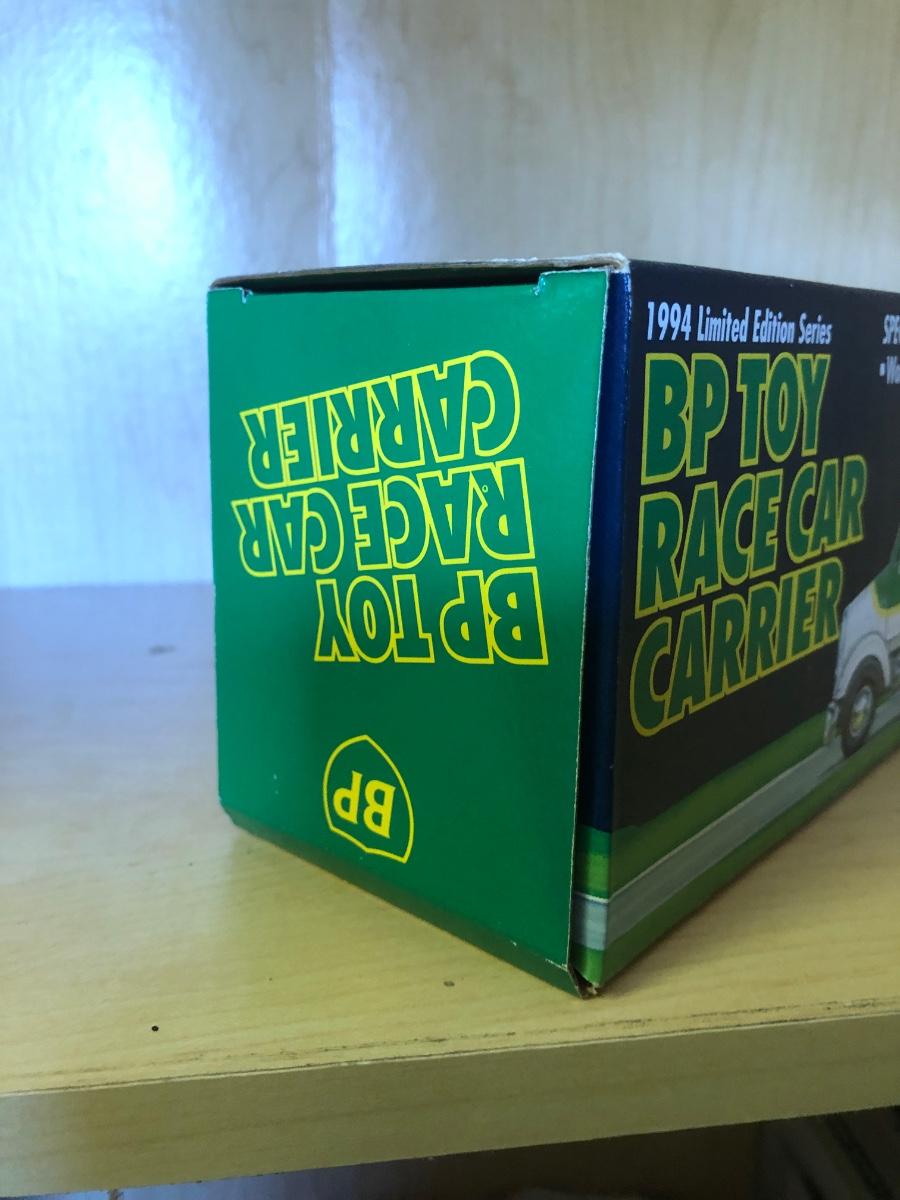 BP TOY
RACE CAR
CARRIER
BP
1994 Limited Edition Series
BP TOY
RACE CAR
CARRIER